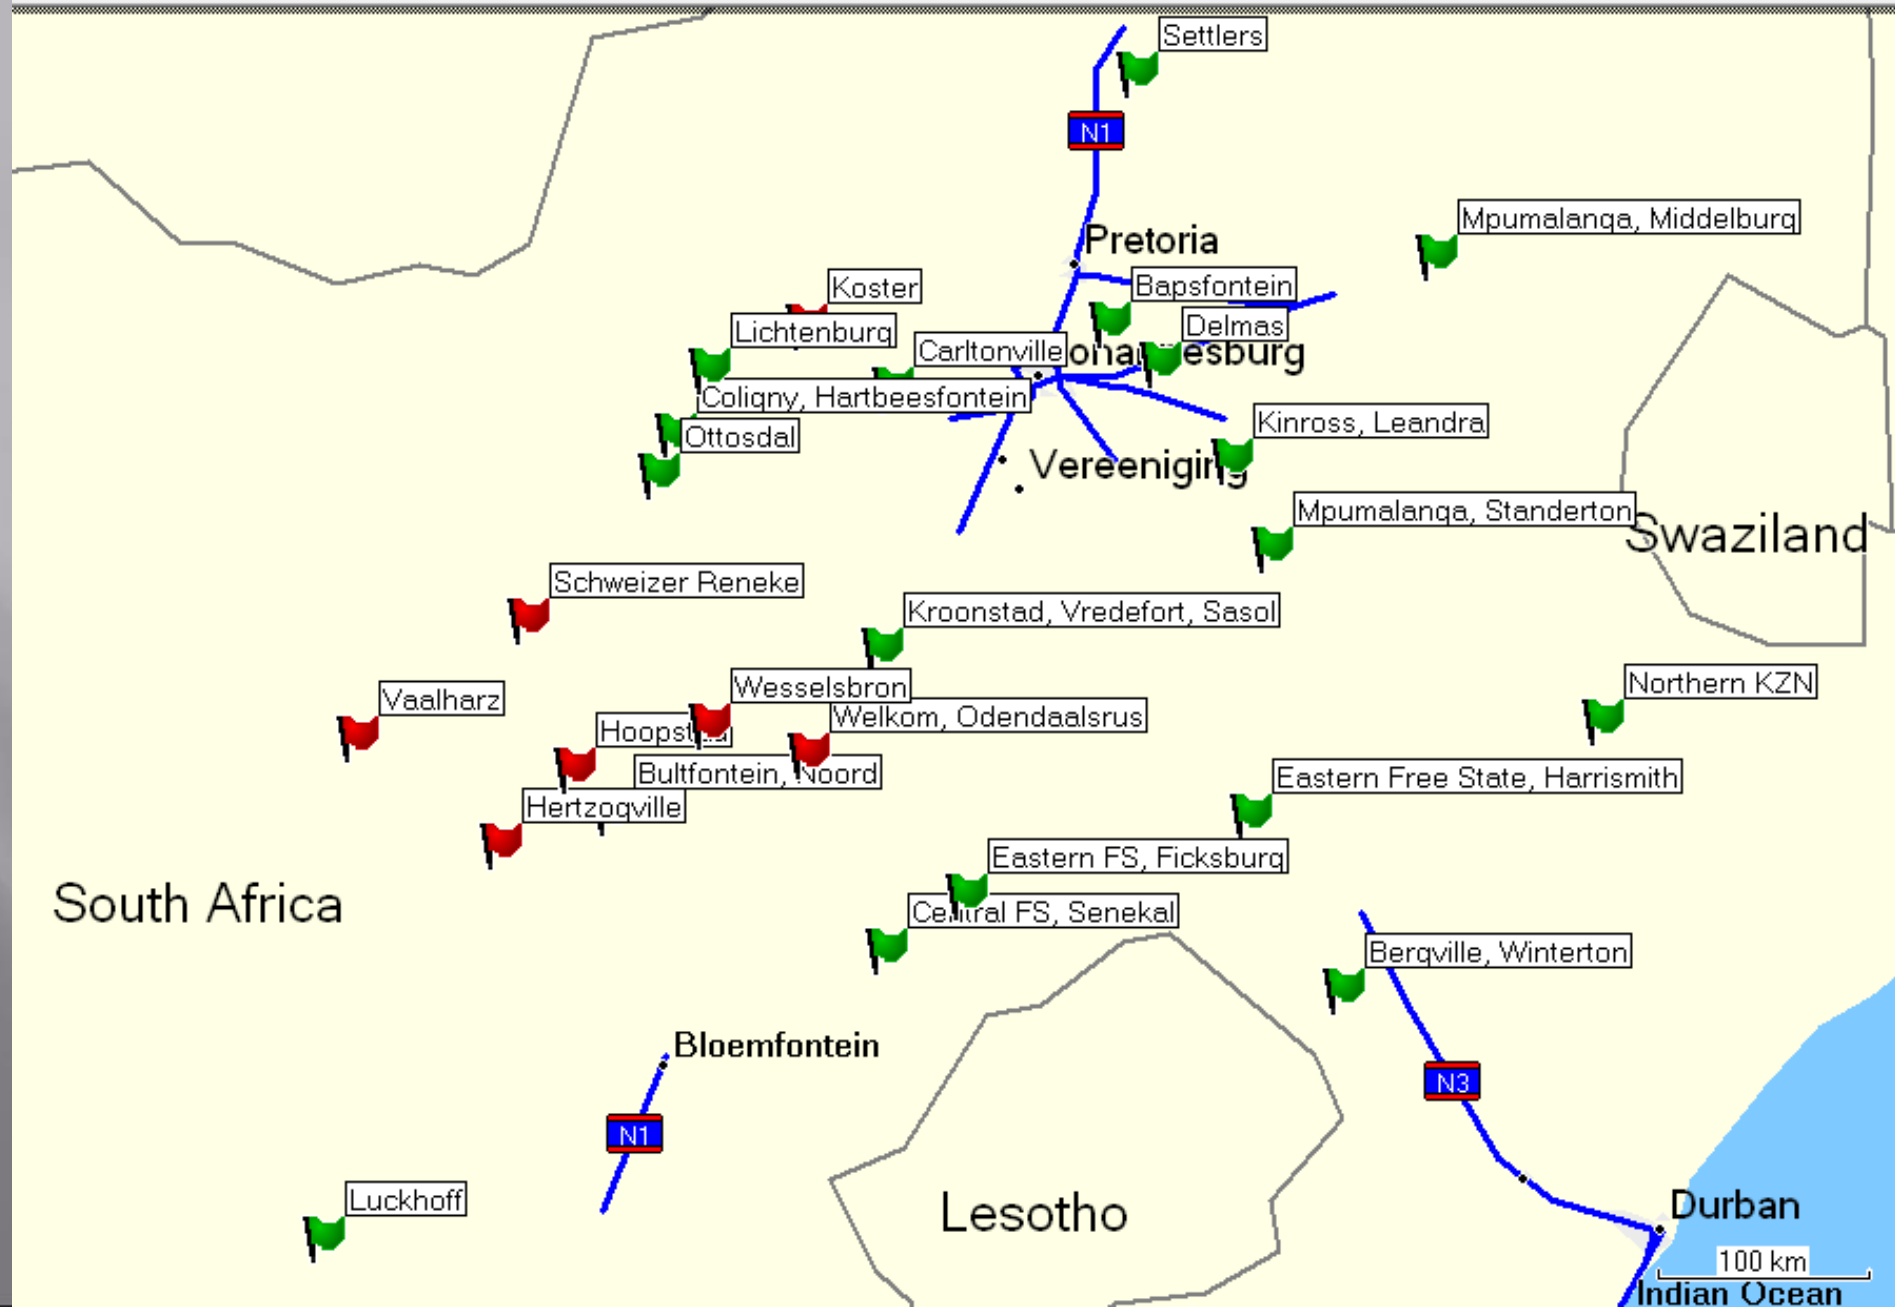 Settlers
N1
Mpumalanga, Middelburg
Pretoria
Koster
Bapsfontein
Lichtenburg
Delmas
Carltonville
Coligny, Hartbeesfontein
Kinross, Leandra
Ottosdal
Vereeniging
Mpumalanga, Standerton
Swaziland
Schweizer Reneke
Kroonstad, Vredefort, Sasol
Wesselsbron
Northern KZN
Vaalharz
Welkom, Odendaalsrus
Bultfontein, Noord
Eastern Free State, Harrismith
Hertzogville
Eastern FS, Ficksburg
South Africa
Central FS, Senekal
Bergville, Winterton
Bloemfontein
N3
N1
Luckhoff
Lesotho
Durban
100 km
Indian Ocean